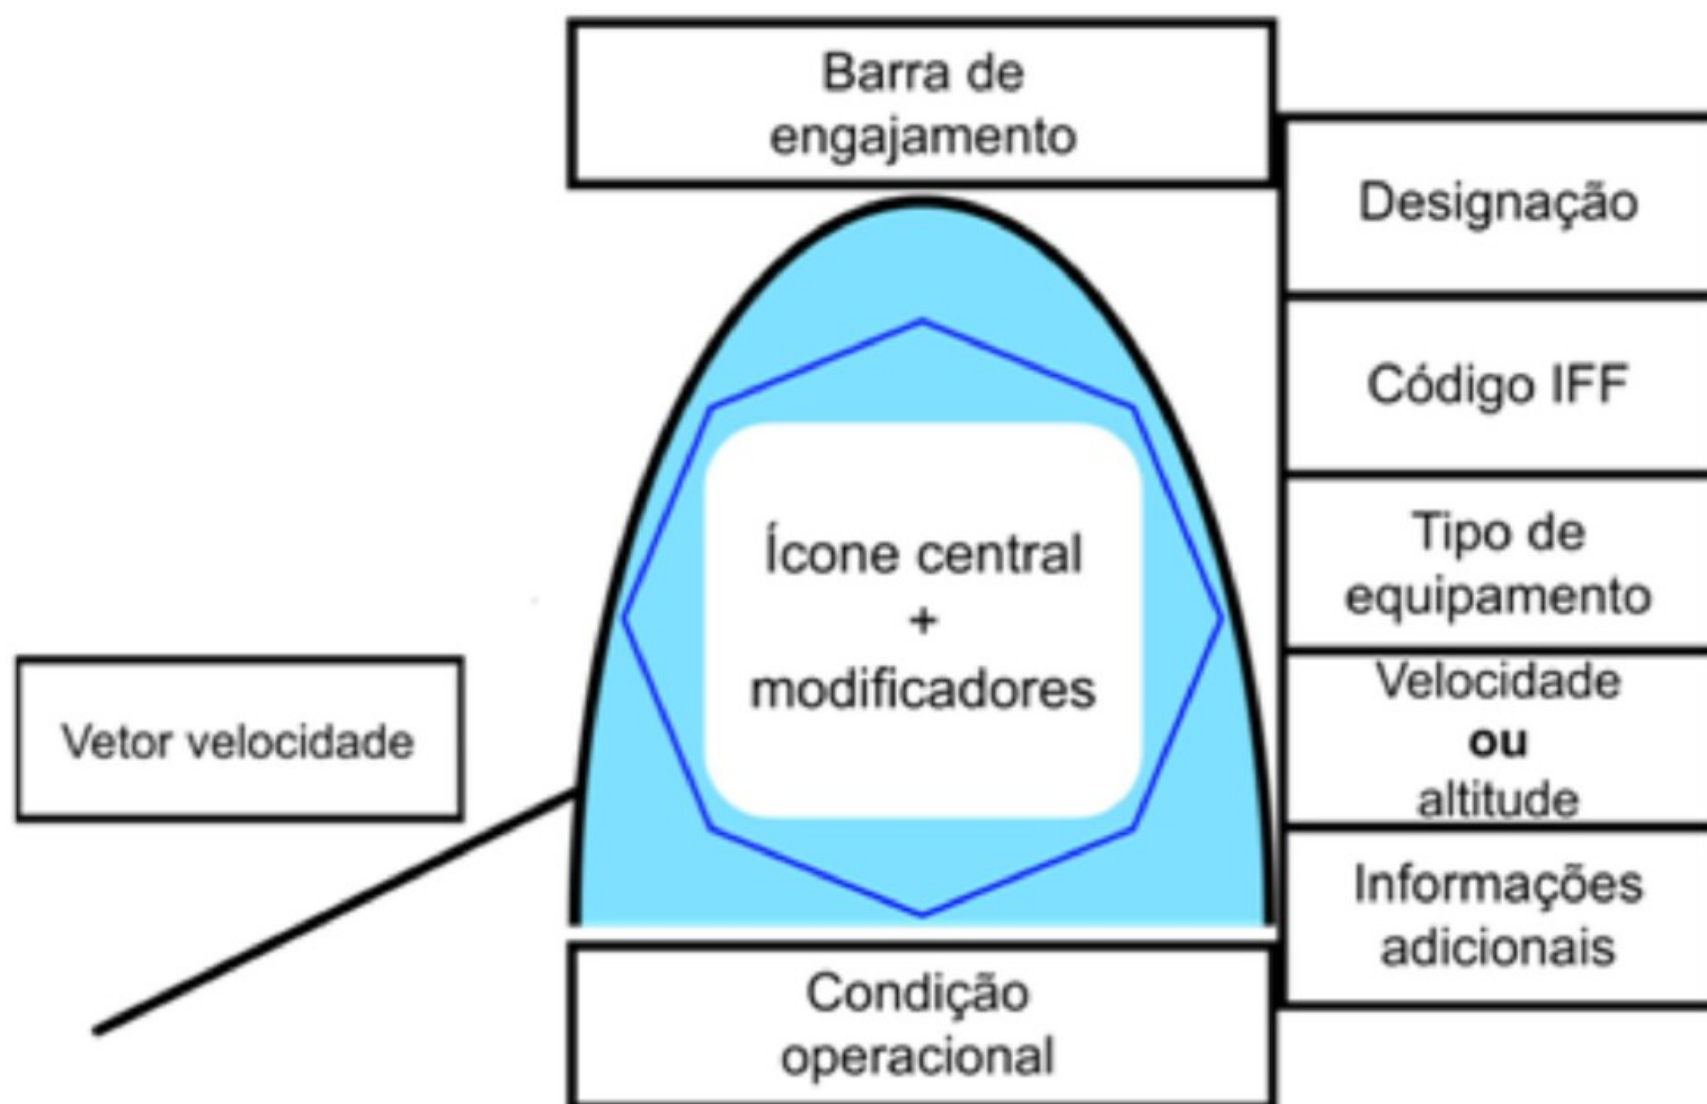 Barra de
engajamento
Designação
Código IFF
Tipo de
equipamento
Velocidade
ou
altitude
Informações
adicionais
Ícone central
+
modificadores
Vetor velocidade
Condição
operacional